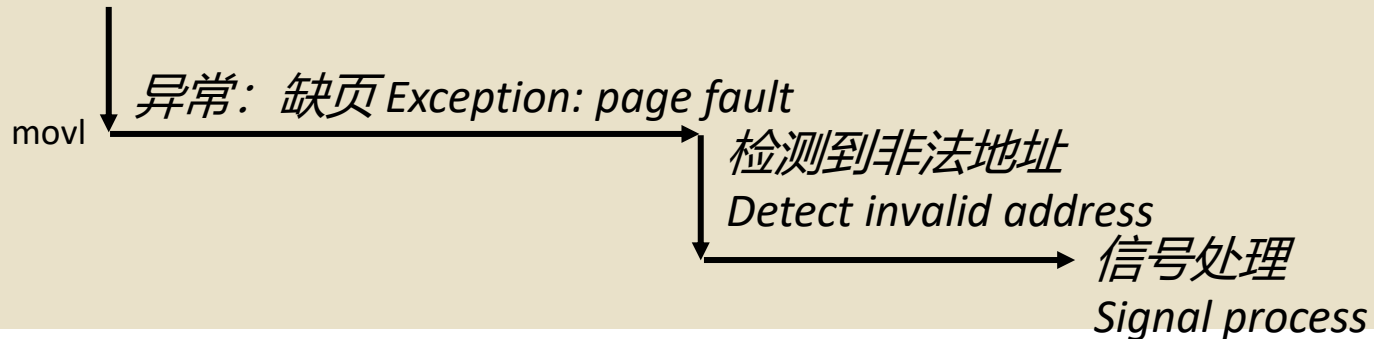 异常：缺页 Exception: page fault
movl
检测到非法地址
Detect invalid address
信号处理
Signal process